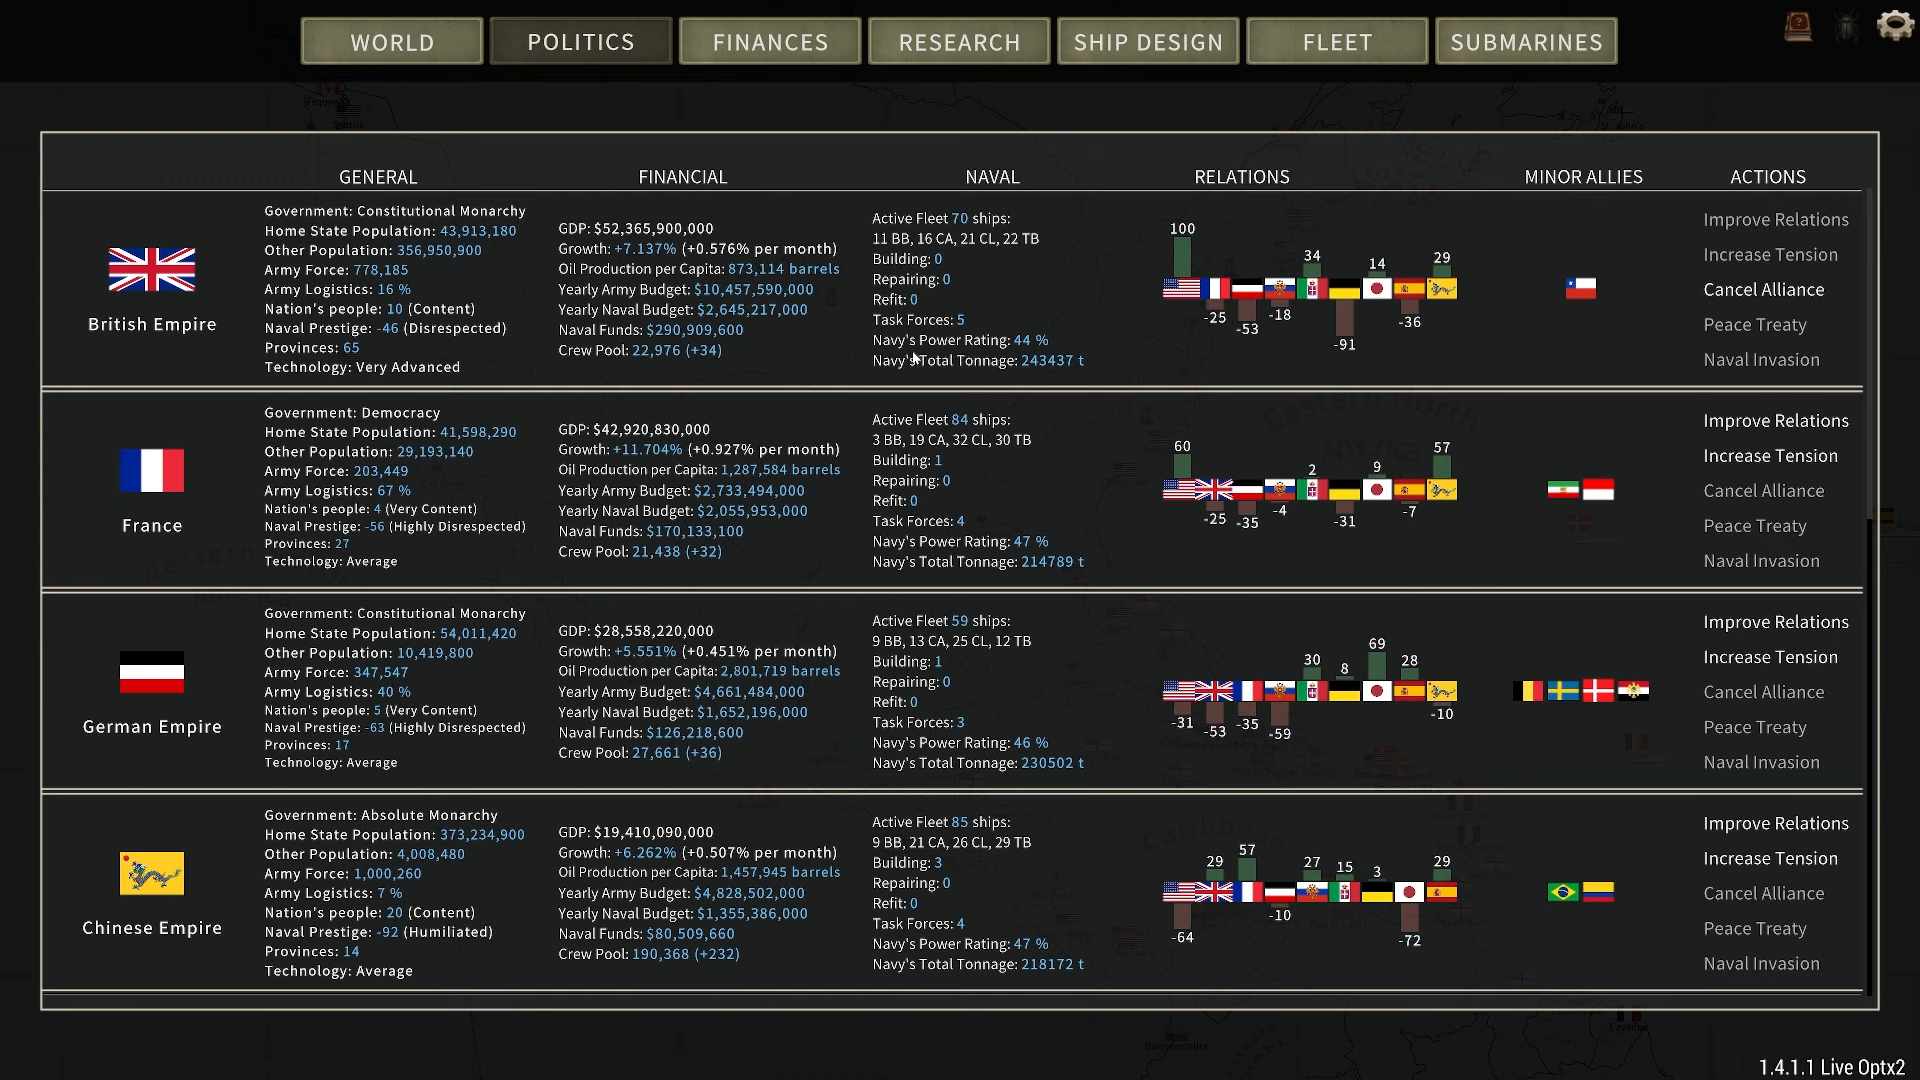 WORLD
POLITICS
FINANCES
RESEARCH
SHIP DESIGN
FLEET
SUBMARINES
GENERAL
FINANCIAL
NAVAL
RELATIONS
MINOR ALLIES
ACTIONS
British Empire
Government: Constitutional Monarchy
Home State Population: 43,913,180
Other Population: 356,950,900
Army Force: 778,185
Army Logistics: 16 %
Nation's people: 10 (Content)
Naval Prestige: -46 (Disrespected)
Provinces: 65
Technology: Very Advanced
GDP: $52,365,900,000
Growth: +7.137% (+0.576% per month)
Oil Production per Capita: 873,114 barrels
Yearly Army Budget: $10,457,590,000
Yearly Naval Budget: $2,645,217,000
Naval Funds: $290,909,600
Crew Pool: 22,976 (+34)
Active Fleet 70 ships:
11 BB, 16 CA, 21 CL, 22 TB
Building: 0
Repairing: 0
Refit: 0
Task Forces: 5
Navy's Power Rating: 44 %
Navy's Total Tonnage: 243437 t
100
34
14
29
-25
-53
-18
-91
-36
Improve Relations
Increase Tension
Cancel Alliance
Peace Treaty
Naval Invasion
France
Government: Democracy
Home State Population: 41,598,290
Other Population: 29,193,140
Army Force: 203,449
Army Logistics: 67 %
Nation's people: 4 (Very Content)
Naval Prestige: -56 (Highly Disrespected)
Provinces: 27
Technology: Average
GDP: $42,920,830,000
Growth: +11.704% (+0.927% per month)
Oil Production per Capita: 1,287,584 barrels
Yearly Army Budget: $2,733,494,000
Yearly Naval Budget: $2,055,953,000
Naval Funds: $170,133,100
Crew Pool: 21,438 (+32)
Active Fleet 84 ships:
3 BB, 19 CA, 32 CL, 30 TB
Building: 1
Repairing: 0
Refit: 0
Task Forces: 4
Navy's Power Rating: 47 %
Navy's Total Tonnage: 214789 t
60
2
9
57
-25
-35
-4
-31
-7
Improve Relations
Increase Tension
Cancel Alliance
Peace Treaty
Naval Invasion
German Empire
Government: Constitutional Monarchy
Home State Population: 54,011,420
Other Population: 10,419,800
Army Force: 347,547
Army Logistics: 40 %
Nation's people: 5 (Very Content)
Naval Prestige: -63 (Highly Disrespected)
Provinces: 17
Technology: Average
GDP: $28,558,220,000
Growth: +5.551% (+0.451% per month)
Oil Production per Capita: 2,801,719 barrels
Yearly Army Budget: $4,661,484,000
Yearly Naval Budget: $1,652,196,000
Naval Funds: $126,218,600
Crew Pool: 27,661 (+36)
Active Fleet 59 ships:
9 BB, 13 CA, 25 CL, 12 TB
Building: 1
Repairing: 0
Refit: 0
Task Forces: 3
Navy's Power Rating: 46 %
Navy's Total Tonnage: 230502 t
30
8
69
28
-31
-53
-35
-59
-10
Improve Relations
Increase Tension
Cancel Alliance
Peace Treaty
Naval Invasion
Chinese Empire
Government: Absolute Monarchy
Home State Population: 373,234,900
Other Population: 4,008,480
Army Force: 1,000,260
Army Logistics: 7 %
Nation's people: 20 (Content)
Naval Prestige: -92 (Humiliated)
Provinces: 14
Technology: Average
GDP: $19,410,090,000
Growth: +6.262% (+0.507% per month)
Oil Production per Capita: 1,457,945 barrels
Yearly Army Budget: $4,828,502,000
Yearly Naval Budget: $1,355,386,000
Naval Funds: $80,509,660
Crew Pool: 190,368 (+232)
Active Fleet 85 ships:
9 BB, 21 CA, 26 CL, 29 TB
Building: 3
Repairing: 0
Refit: 0
Task Forces: 4
Navy's Power Rating: 47 %
Navy's Total Tonnage: 218172 t
29
57
27
15
3
29
-64
-10
-72
Improve Relations
Increase Tension
Cancel Alliance
Peace Treaty
Naval Invasion
Eastern North
America
Caribbean
Cayenne
Buenaventura
1.4.1.1 Live Optx2